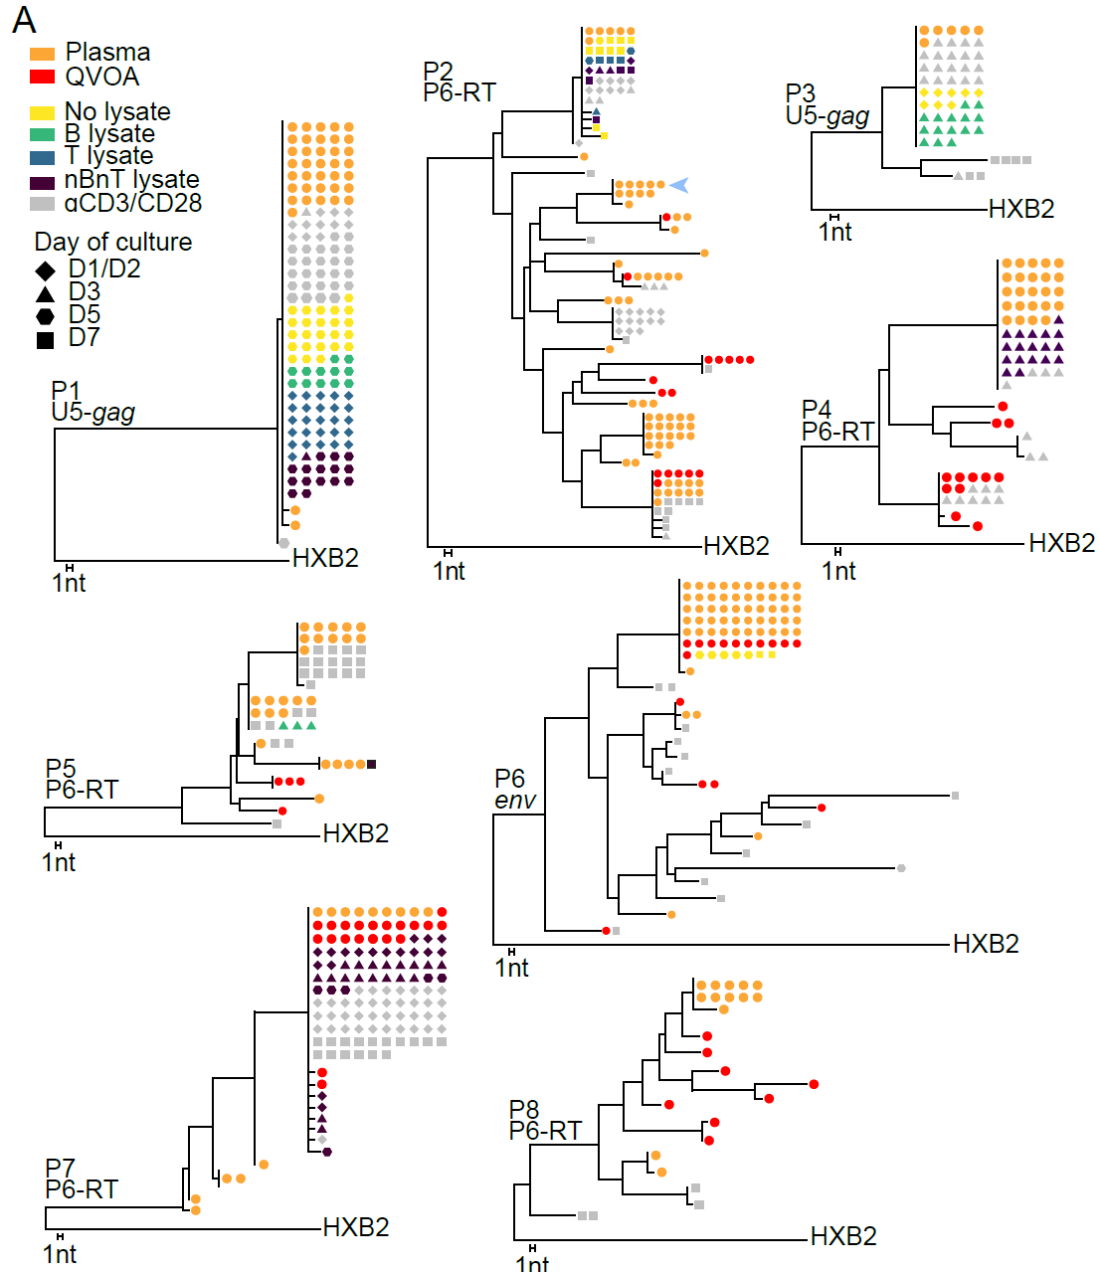 A
Plasma
QVOA
No lysate
B lysate
T lysate
nBnT lysate
αCD3/CD28
Day of culture
D1/D2
D3
D5
D7
P1
U5-gag
HXB2
1nt
P2
P6-RT
HXB2
1nt
P3
U5-gag
HXB2
1nt
P4
P6-RT
HXB2
1nt
P5
P6-RT
HXB2
1nt
P6
env
HXB2
1nt
P7
P6-RT
HXB2
1nt
P8
P6-RT
HXB2
1nt